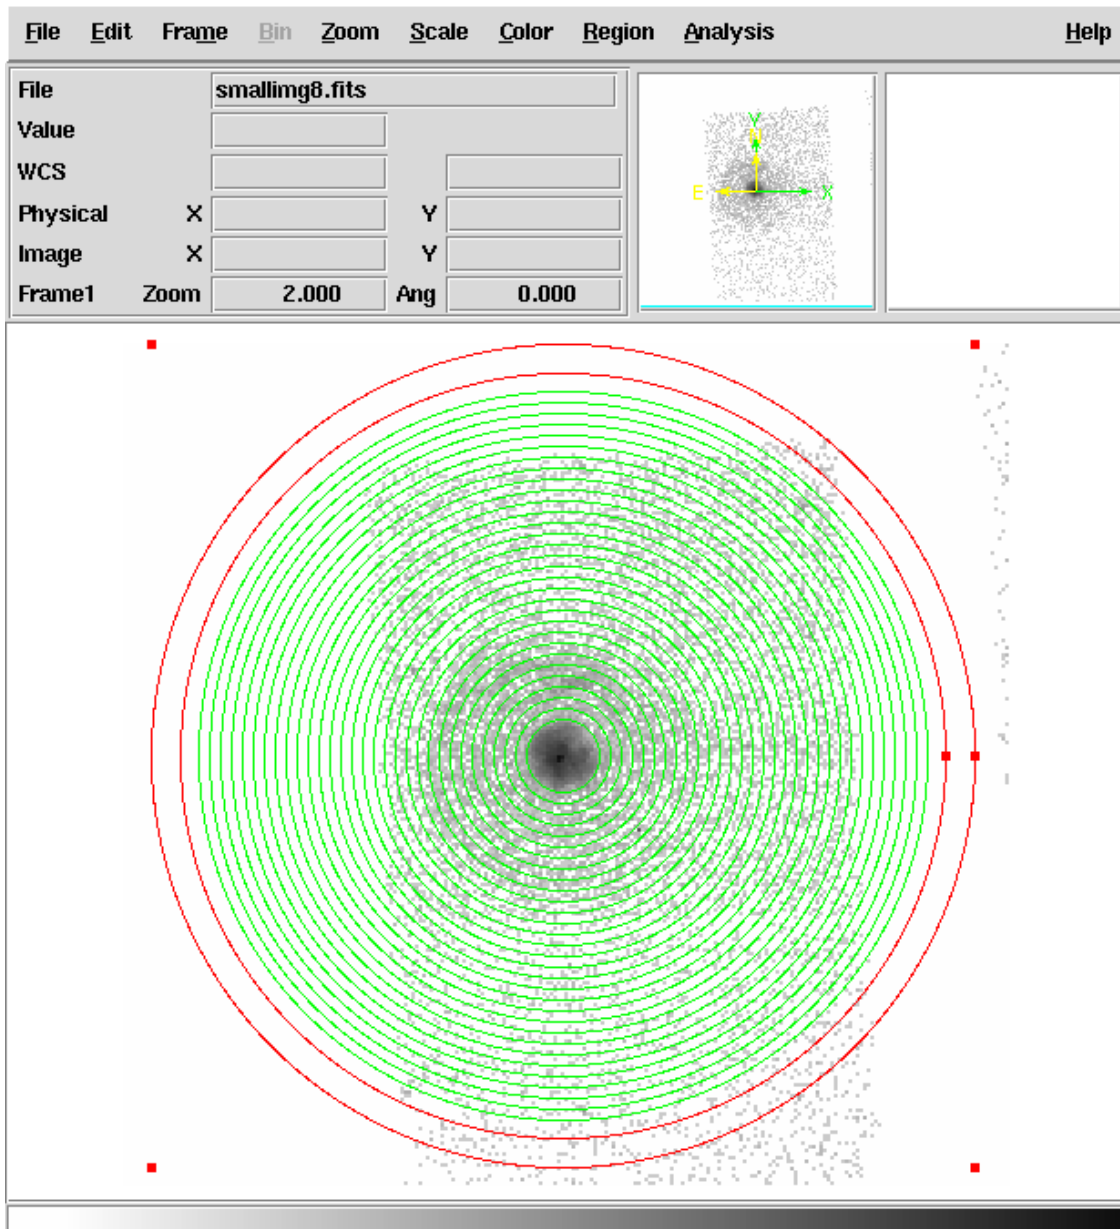 File Edit Frame Bin Zoom Scale Color Region Analysis Help
File smallimg8.fits
Value
WCS
Physical X Y
Image X Y
Frame1 Zoom 2.000 Ang 0.000
Y
N
E X